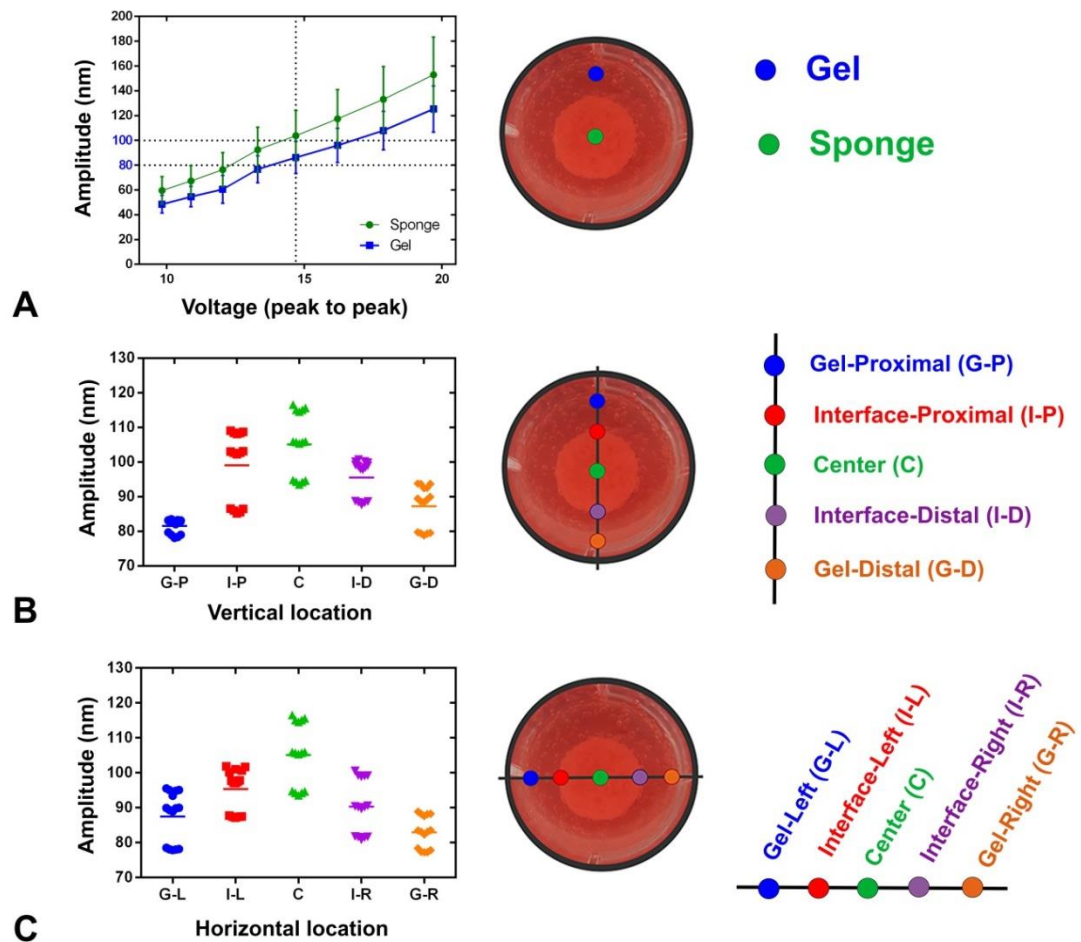 200
180
160
140
120
100
80
60
40
20
0
Amplitude (nm)
10
15
20
Voltage (peak to peak)
Sponge
Gel
Gel
Sponge
A
130
120
110
100
90
80
70
Amplitude (nm)
G-P
I-P
C
I-D
G-D
Vertical location
Gel-Proximal (G-P)
Interface-Proximal (I-P)
Center (C)
Interface-Distal (I-D)
Gel-Distal (G-D)
B
130
120
110
100
90
80
70
Amplitude (nm)
G-L
I-L
C
I-R
G-R
Horizontal location
Gel-Left (G-L)
Interface-Left (I-L)
Center (C)
Interface-Right (I-R)
Gel-Right (G-R)
C